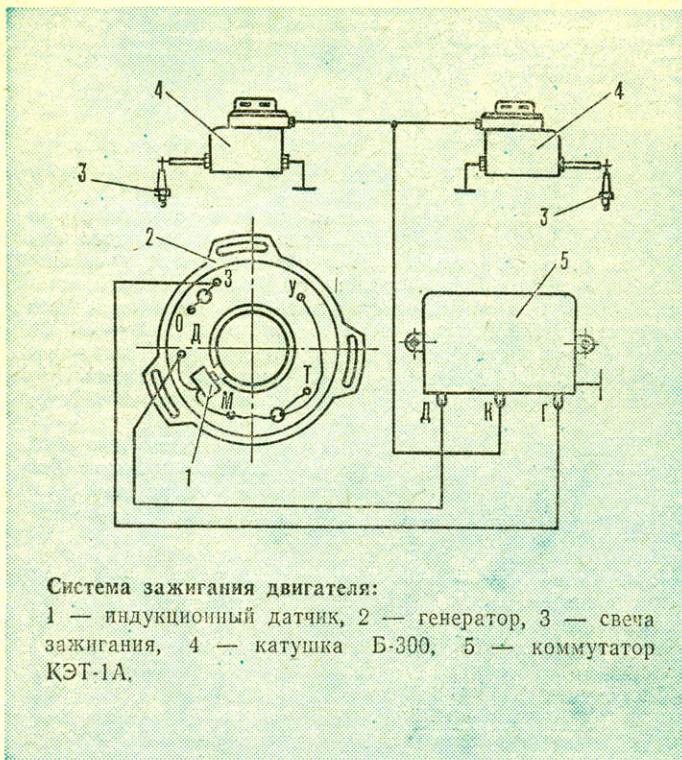 4
4
3
3
2
З
У
5
О
Д
Т
М
1
Д К Г
Система зажигания двигателя:
1 — индукционный датчик, 2 — генератор, 3 — свеча
зажигания, 4 — катушка Б-300, 5 — коммутатор
КЭТ-1А.